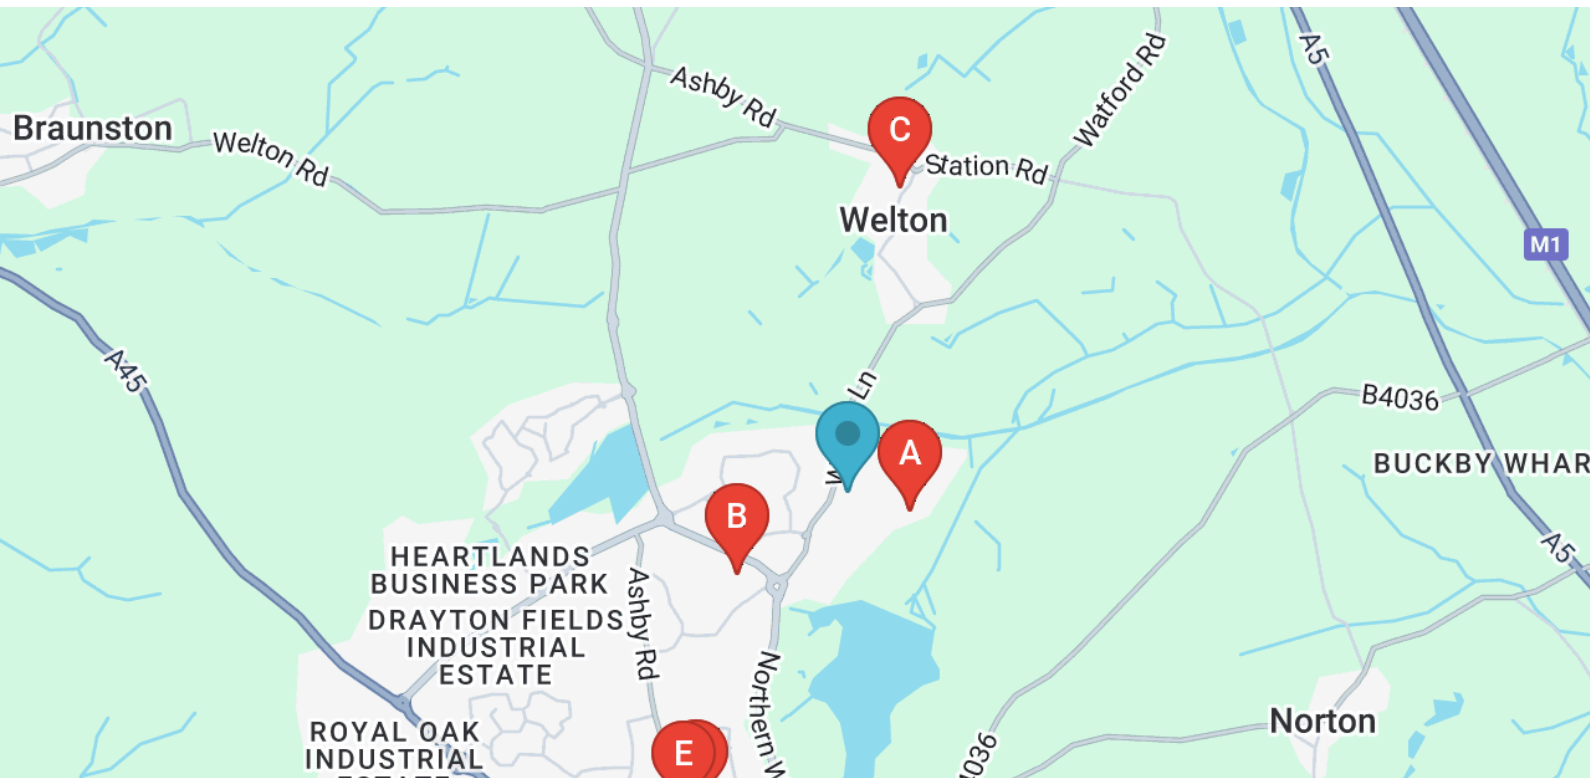 A5
Ashby Rd
Watford Rd
C
Braunston
Welton Rd
Station Rd
Welton
M1
A45
Ln
B4036
A
BUCKBY WHAR
B
A5
HEARTLANDS
BUSINESS PARK
DRAYTON FIELDS
INDUSTRIAL
ESTATE
Ashby Rd
Northern W
ROYAL OAK
INDUSTRIAL
E
Norton
4036